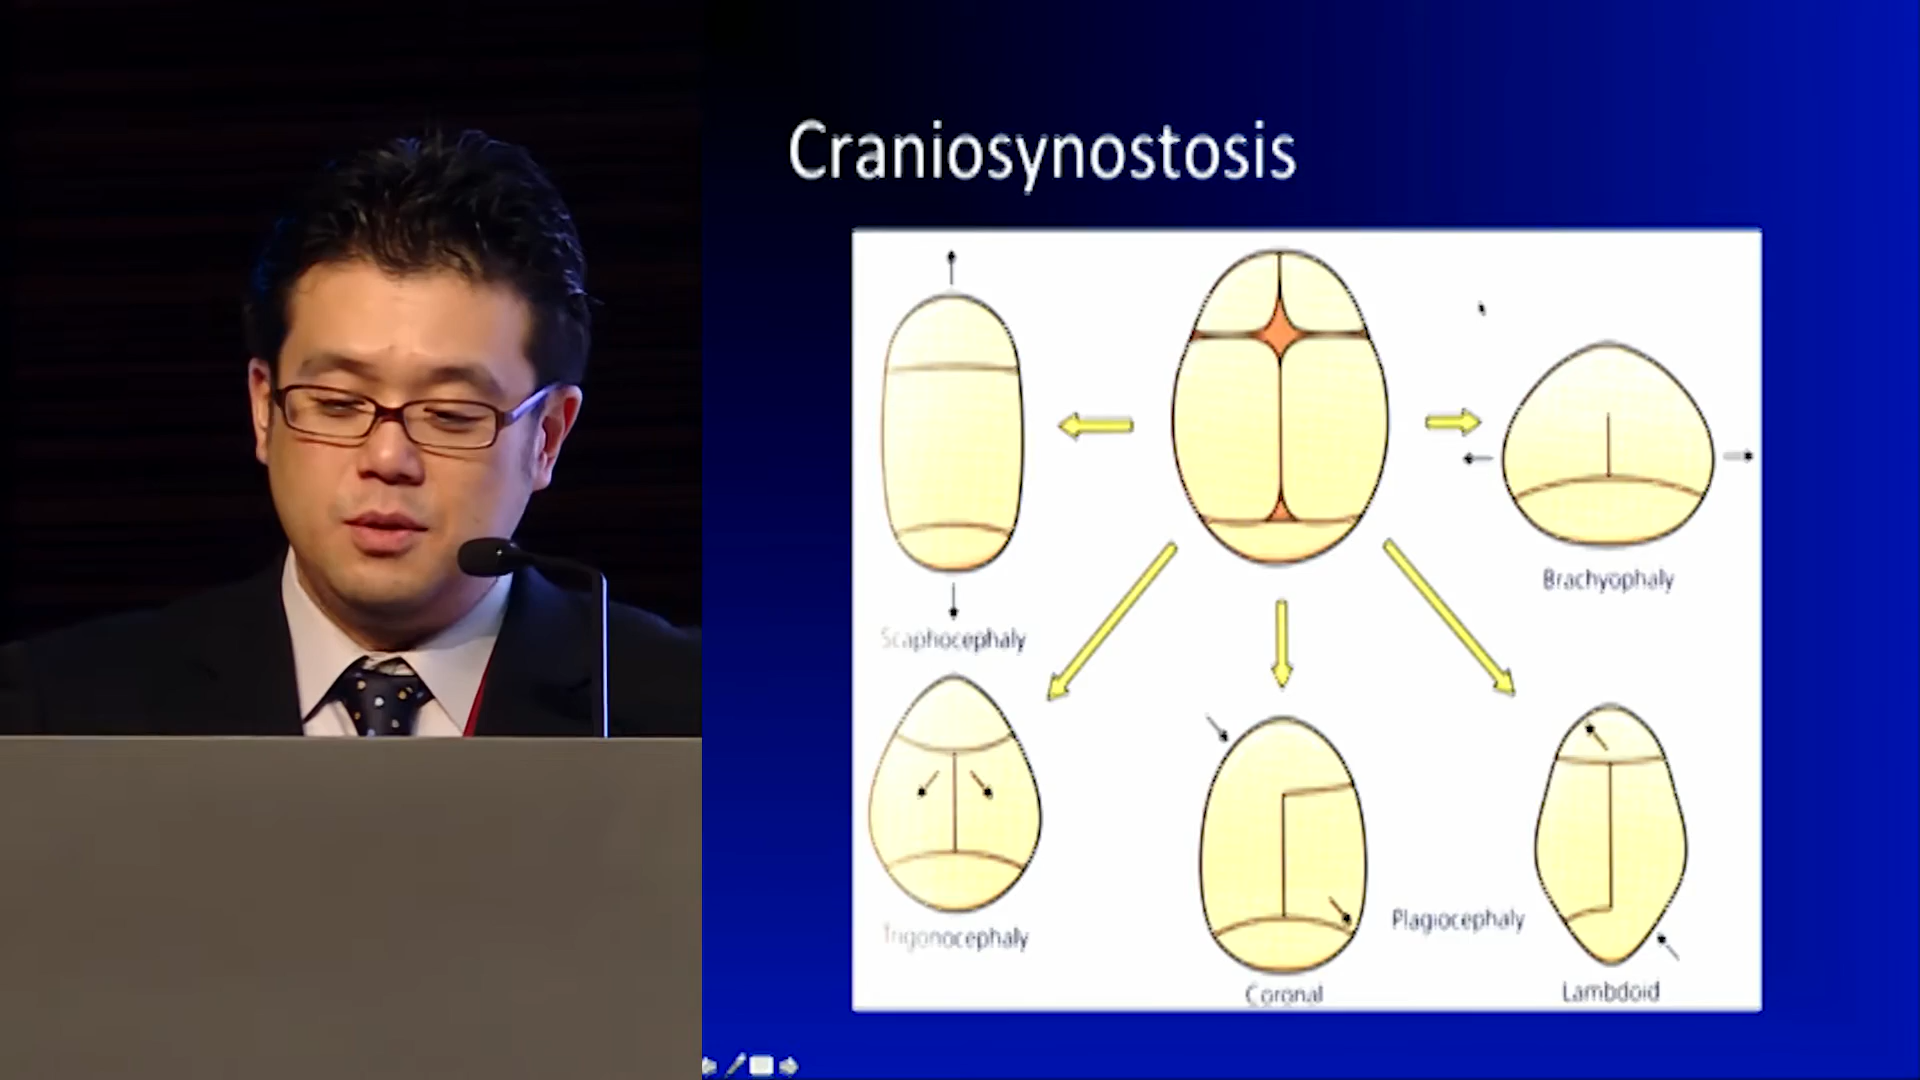 Craniosynostosis
Brachyophaly
Scaphocephaly
Trigonocephaly
Plagiocephaly
Coronal
Lambdoid